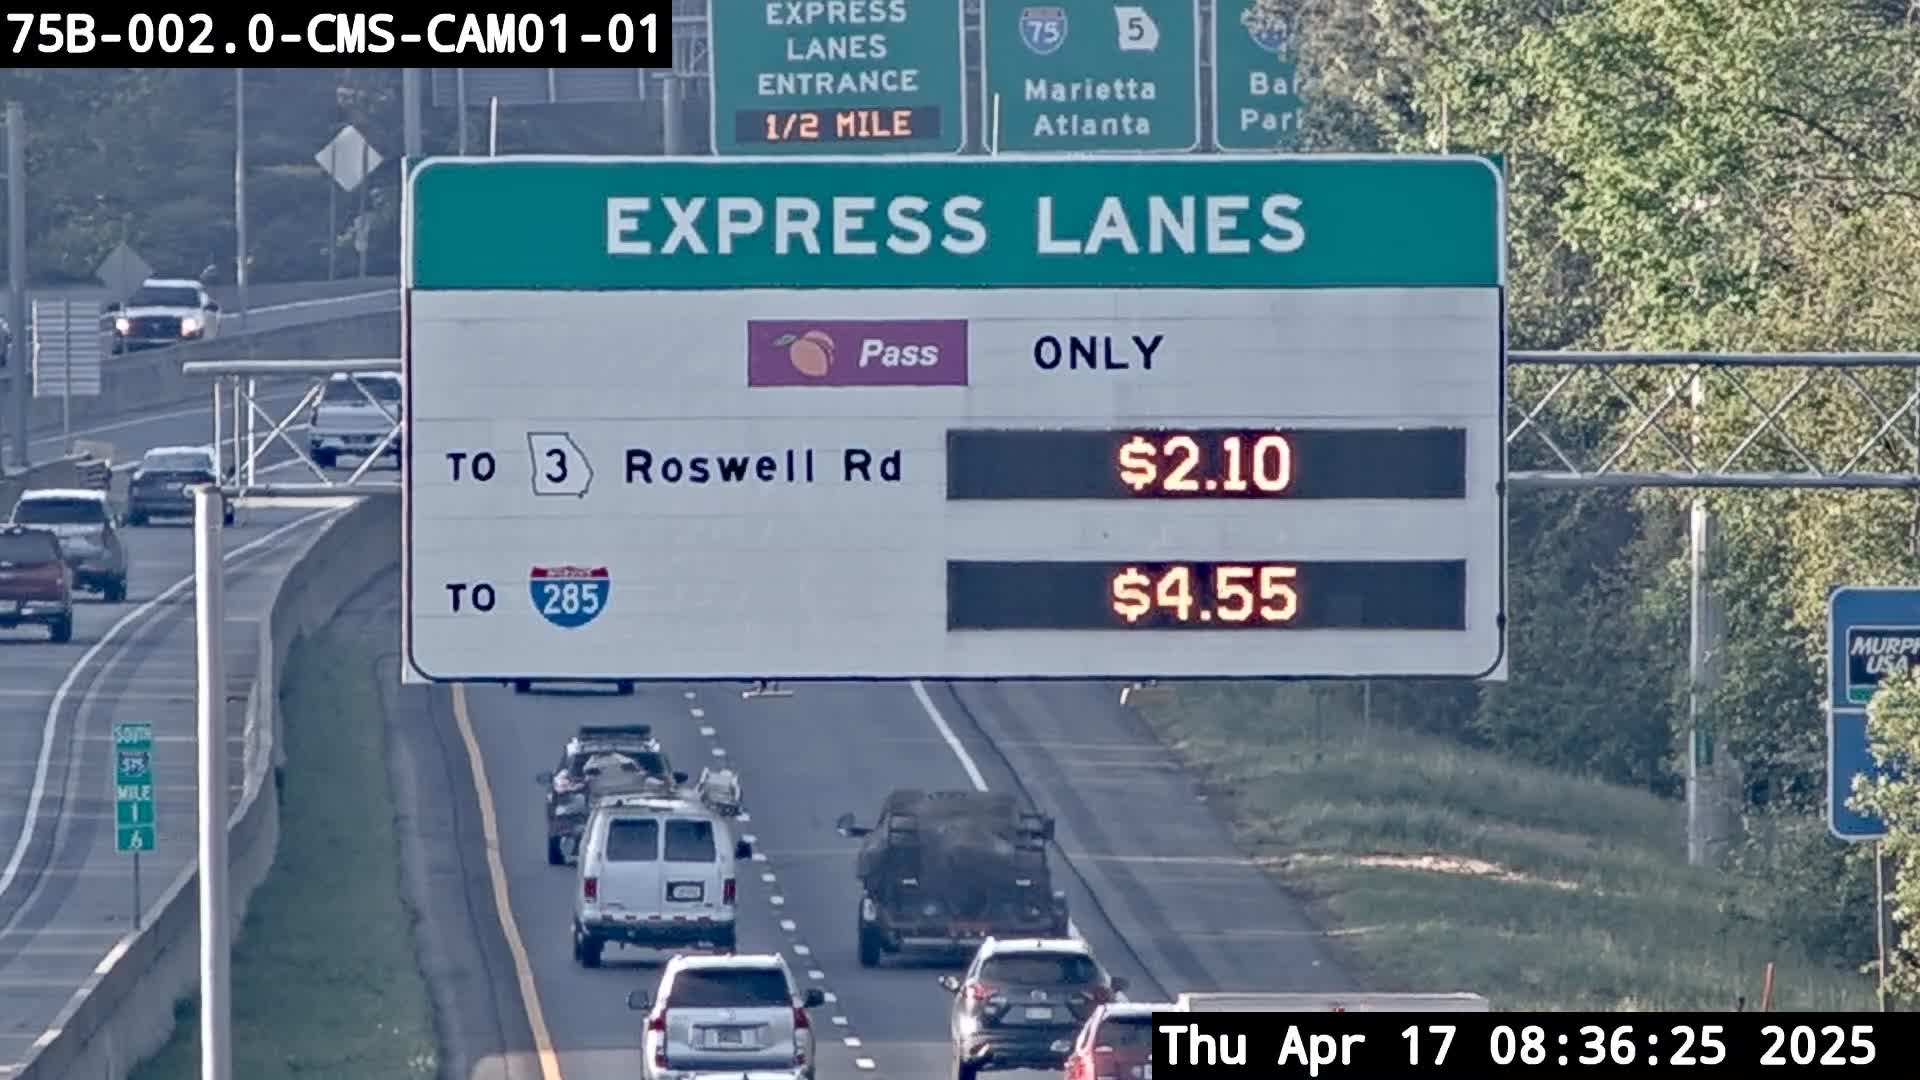 75B-002.0-CMS-CAM01-01
EXPRESS
LANES
ENTRANCE
1/2 MILE
75
5
Marietta
Atlanta
EXPRESS LANES
Pass ONLY
TO 3 Roswell Rd $2.10
TO 285 $4.55
SOUTH
575
MILE
1
.6
USA
Thu Apr 17 08:36:25 2025